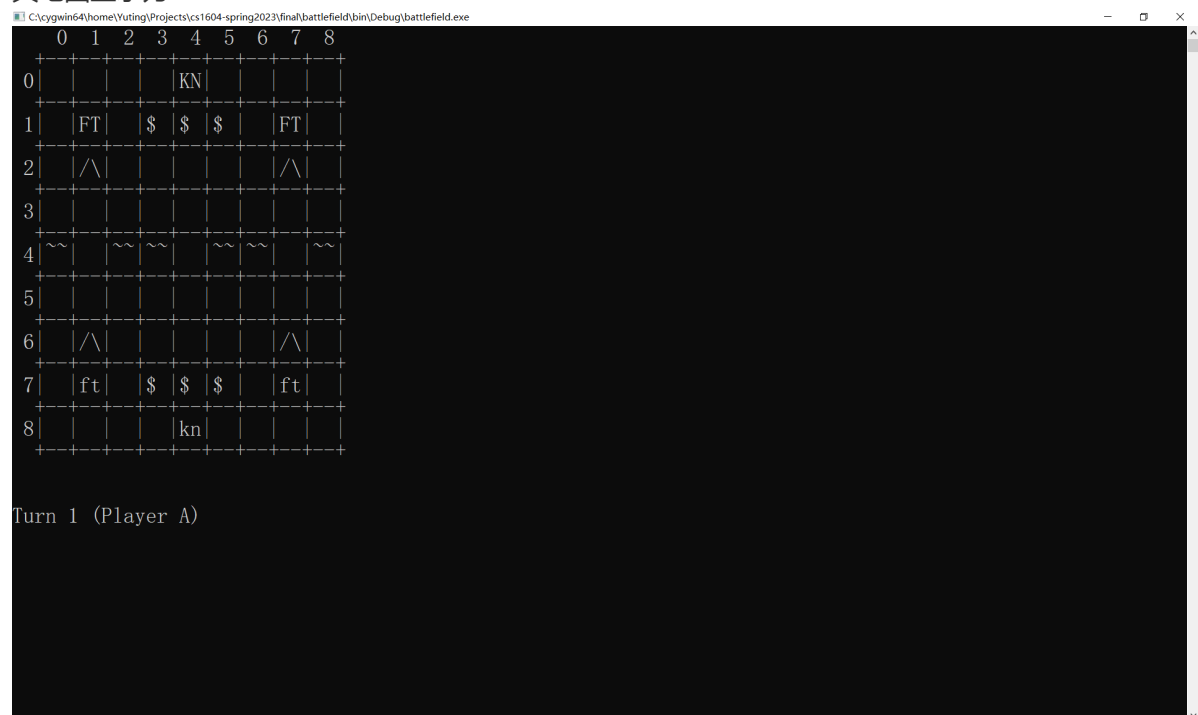 C:\cygwin64\home\Yuting\Projects\cs1604-spring2023\final\battlefield\bin\Debug\battlefield.exe
    0  1  2  3  4  5  6  7  8
  +--+--+--+--+--+--+--+--+--+
 0|  |  |  |  |KN|  |  |  |  |
  +--+--+--+--+--+--+--+--+--+
 1|  |FT|  |$ |$ |$ |  |FT|  |
  +--+--+--+--+--+--+--+--+--+
 2|  |/\|  |  |  |  |  |/\|  |
  +--+--+--+--+--+--+--+--+--+
 3|  |  |  |  |  |  |  |  |  |
  +--+--+--+--+--+--+--+--+--+
 4|~~|  |~~|~~|  |~~|~~|  |~~|
  +--+--+--+--+--+--+--+--+--+
 5|  |  |  |  |  |  |  |  |  |
  +--+--+--+--+--+--+--+--+--+
 6|  |/\|  |  |  |  |  |/\|  |
  +--+--+--+--+--+--+--+--+--+
 7|  |ft|  |$ |$ |$ |  |ft|  |
  +--+--+--+--+--+--+--+--+--+
 8|  |  |  |  |kn|  |  |  |  |
  +--+--+--+--+--+--+--+--+--+
Turn 1 (Player A)